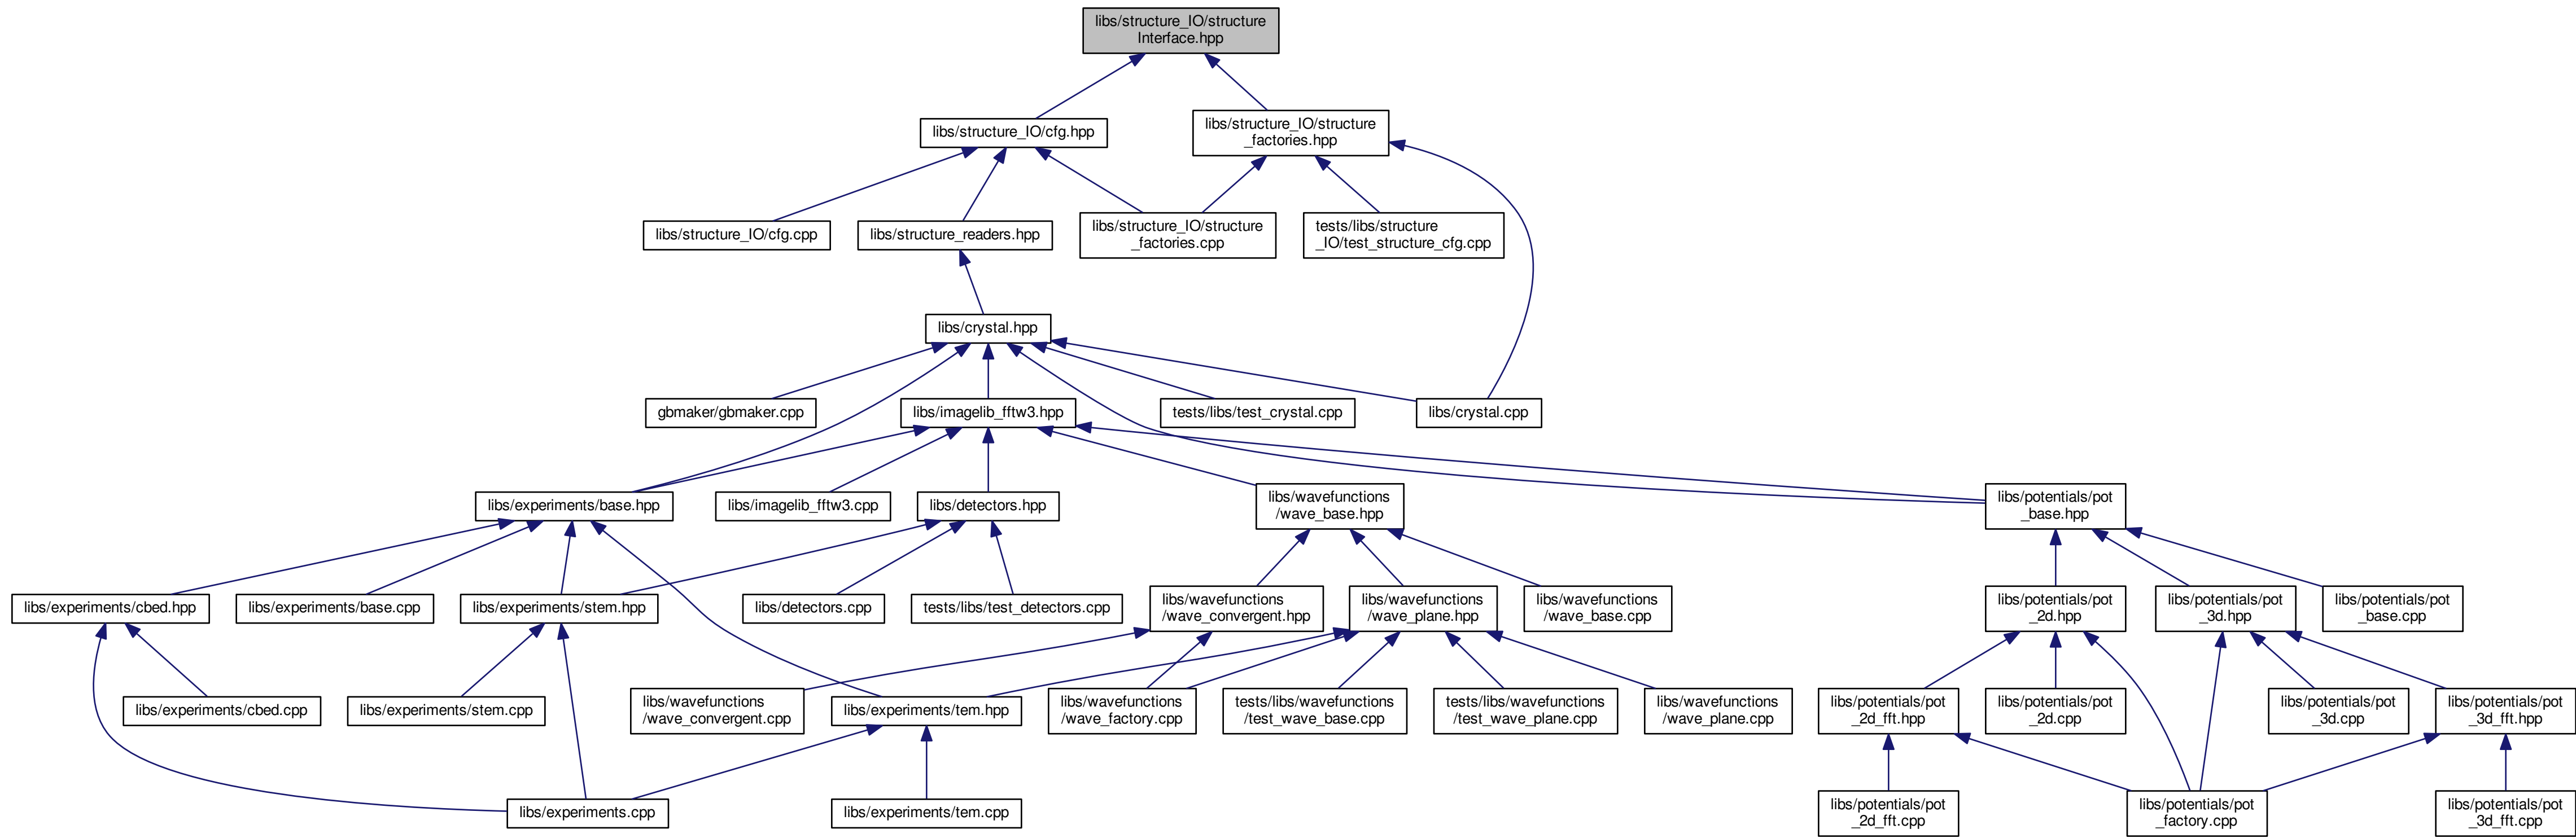 libs/structure_IO/structure
Interface.hpp
libs/structure_IO/cfg.hpp
libs/structure_IO/structure
_factories.hpp
libs/structure_IO/cfg.cpp
libs/structure_readers.hpp
libs/structure_IO/structure
_factories.cpp
tests/libs/structure
_IO/test_structure_cfg.cpp
libs/crystal.hpp
gbmaker/gbmaker.cpp
libs/imagelib_fftw3.hpp
tests/libs/test_crystal.cpp
libs/crystal.cpp
libs/experiments/base.hpp
libs/imagelib_fftw3.cpp
libs/detectors.hpp
libs/wavefunctions
/wave_base.hpp
libs/potentials/pot
_base.hpp
libs/experiments/cbed.hpp
libs/experiments/base.cpp
libs/experiments/stem.hpp
libs/detectors.cpp
tests/libs/test_detectors.cpp
libs/wavefunctions
/wave_convergent.hpp
libs/wavefunctions
/wave_plane.hpp
libs/wavefunctions
/wave_base.cpp
libs/potentials/pot
_2d.hpp
libs/potentials/pot
_3d.hpp
libs/potentials/pot
_base.cpp
libs/experiments/cbed.cpp
libs/experiments/stem.cpp
libs/wavefunctions
/wave_convergent.cpp
libs/experiments/tem.hpp
libs/wavefunctions
/wave_factory.cpp
tests/libs/wavefunctions
/test_wave_base.cpp
tests/libs/wavefunctions
/test_wave_plane.cpp
libs/wavefunctions
/wave_plane.cpp
libs/potentials/pot
_2d_fft.hpp
libs/potentials/pot
_2d.cpp
libs/potentials/pot
_3d.cpp
libs/potentials/pot
_3d_fft.hpp
libs/experiments.cpp
libs/experiments/tem.cpp
libs/potentials/pot
_2d_fft.cpp
libs/potentials/pot
_factory.cpp
libs/potentials/pot
_3d_fft.cpp